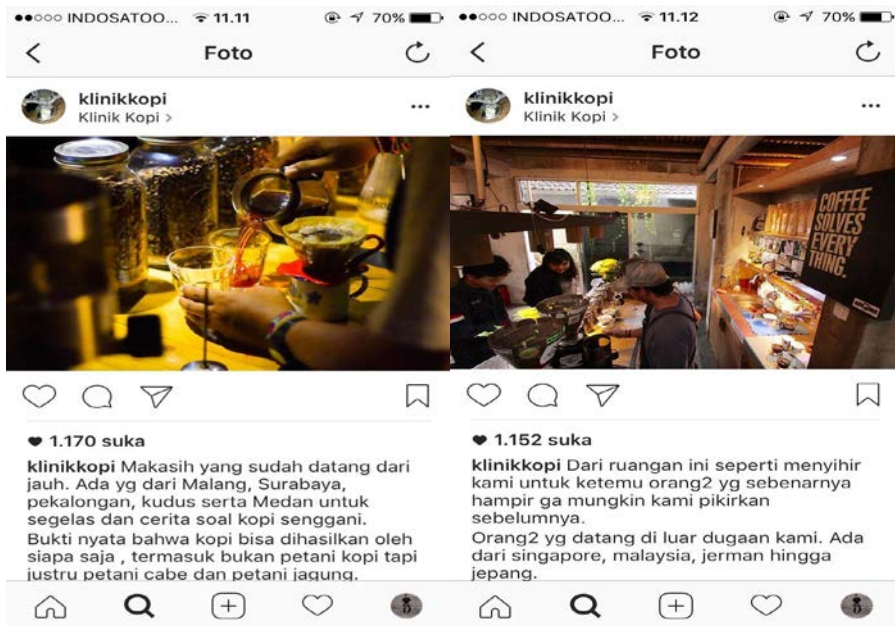 ●●○○○ INDOSATOO... 11.11 70%
Foto
klinikkopi
Klinik Kopi >
1.170 suka
klinikkopi Makasih yang sudah datang dari
jauh. Ada yg dari Malang, Surabaya,
pekalongan, kudus serta Medan untuk
segelas dan cerita soal kopi senggani.
Bukti nyata bahwa kopi bisa dihasilkan oleh
siapa saja , termasuk bukan petani kopi tapi
justru petani cabe dan petani jagung.
●●○○○ INDOSATOO... 11.12 70%
Foto
klinikkopi
Klinik Kopi >
COFFEE
SOLVES
EVERY
THING.
1.152 suka
klinikkopi Dari ruangan ini seperti menyihir
kami untuk ketemu orang2 yg sebenarnya
hampir ga mungkin kami pikirkan
sebelumnya.
Orang2 yg datang di luar dugaan kami. Ada
dari singapore, malaysia, jerman hingga
jepang.